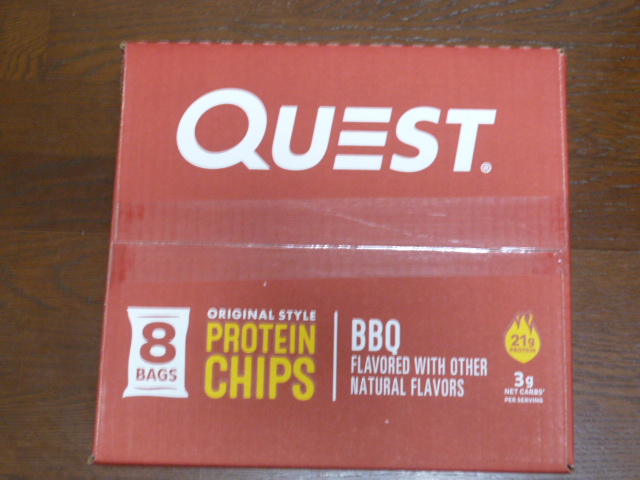 QUEST®
8
BAGS
ORIGINAL STYLE
PROTEIN
CHIPS
BBQ
FLAVORED WITH OTHER
NATURAL FLAVORS
21g
PROTEIN
3g
NET CARBS*
PER SERVING